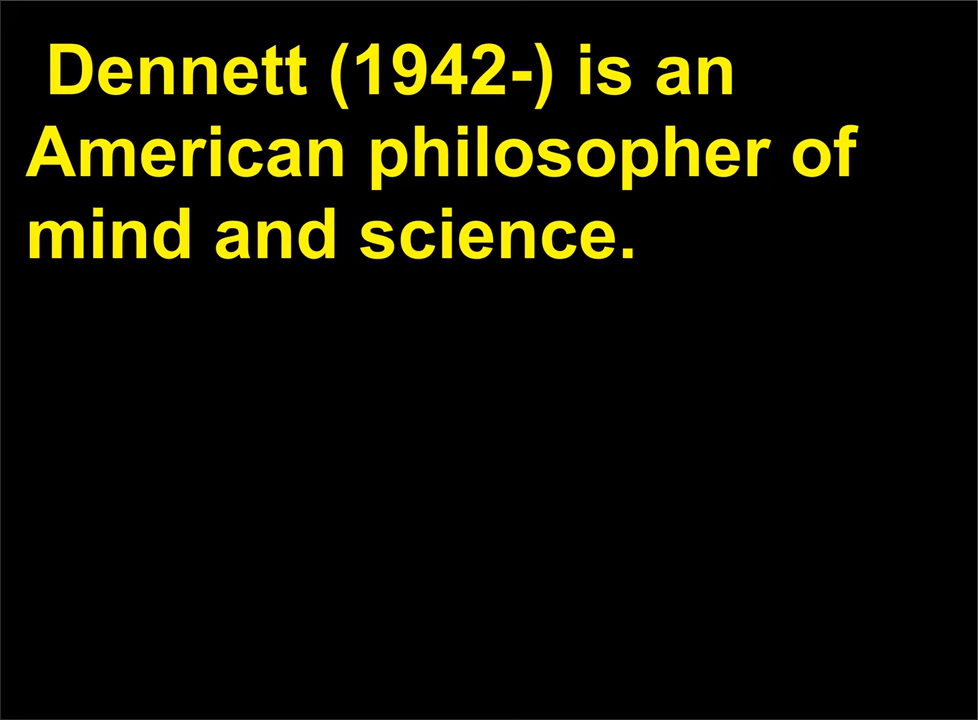 Dennett (1942-) is an
American philosopher of
mind and science.